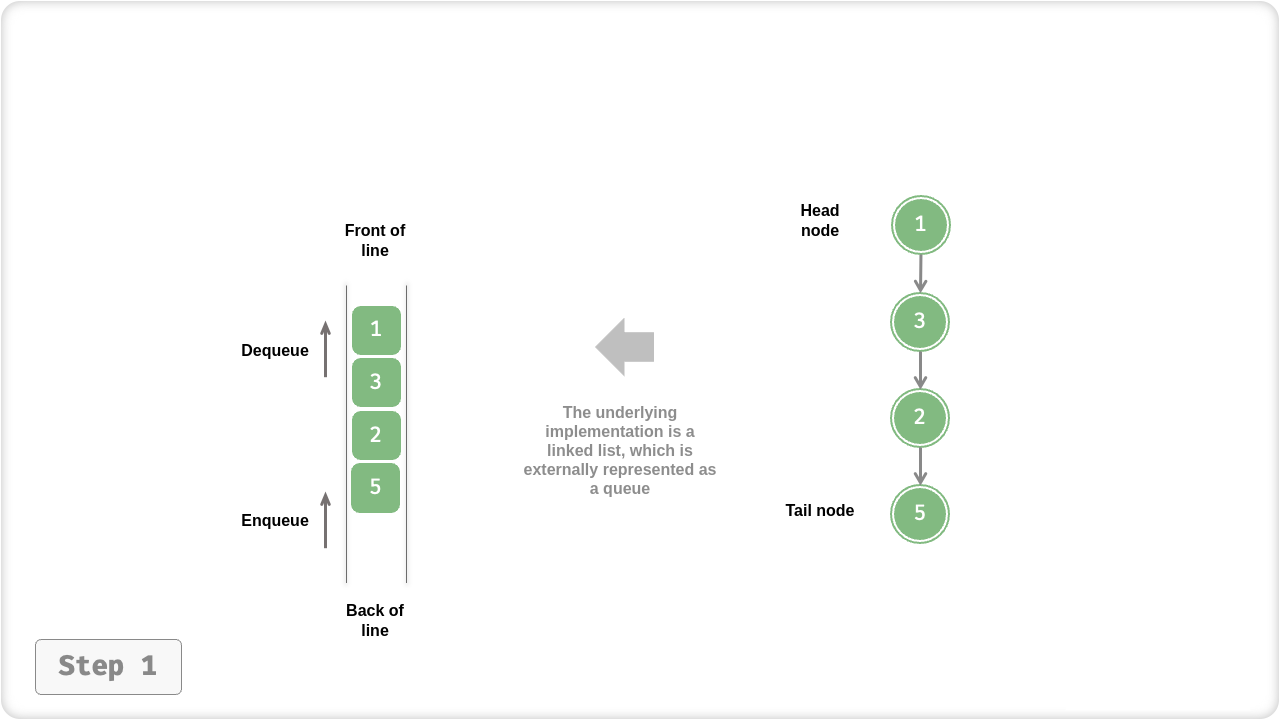 Front of
line
Dequeue
1
3
2
5
Enqueue
Back of
line
The underlying
implementation is a
linked list, which is
externally represented as
a queue
Head
node
1
3
2
Tail node
5
Step 1